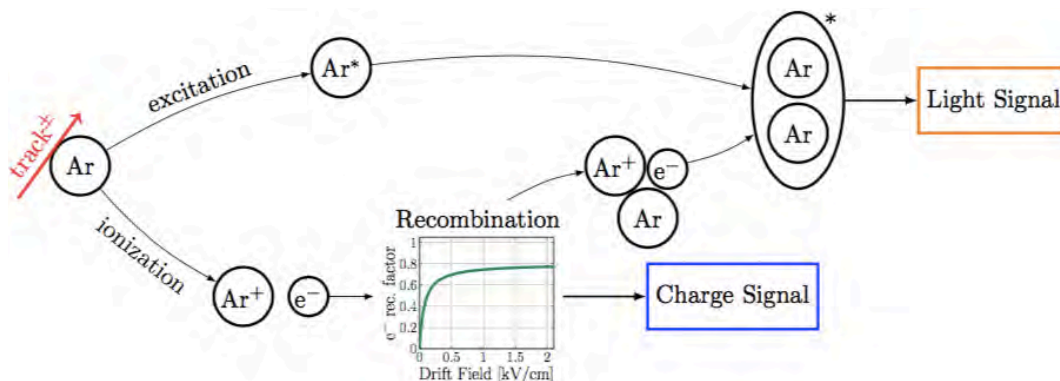 track±
Ar
excitation
Ar*
Ar
Ar
*
Light Signal
ionization
Ar⁺
e⁻
Recombination
e⁻ rec. factor
1
0.8
0.6
0.4
0.2
0
0
0.5
1
1.5
2
Drift Field [kV/cm]
Ar⁺
e⁻
Ar
Charge Signal